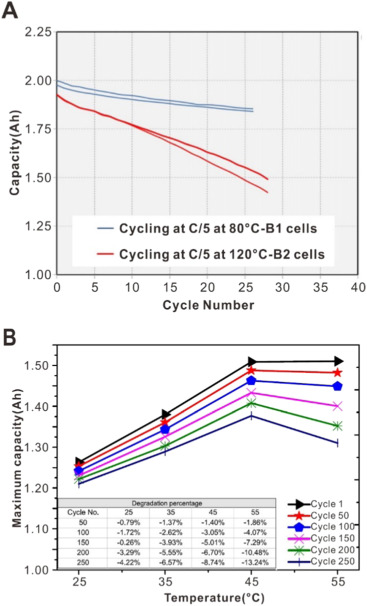 A
2.25
2.00
1.75
1.50
1.25
1.00
Capacity(Ah)
Cycling at C/5 at 80°C-B1 cells
Cycling at C/5 at 120°C-B2 cells
0 5 10 15 20 25 30 35 40
Cycle Number
B
1.50
1.40
1.30
1.20
1.10
1.00
Maximum capacity(Ah)
Degradation percentage
Cycle No. 25 35 45 55
50 -0.79% -1.37% -1.40% -1.86%
100 -1.72% -2.62% -3.05% -4.07%
150 -0.26% -3.93% -5.01% -7.29%
200 -3.29% -5.55% -6.70% -10.48%
250 -4.22% -6.57% -8.74% -13.24%
Cycle 1
Cycle 50
Cycle 100
Cycle 150
Cycle 200
Cycle 250
25 35 45 55
Temperature(°C)